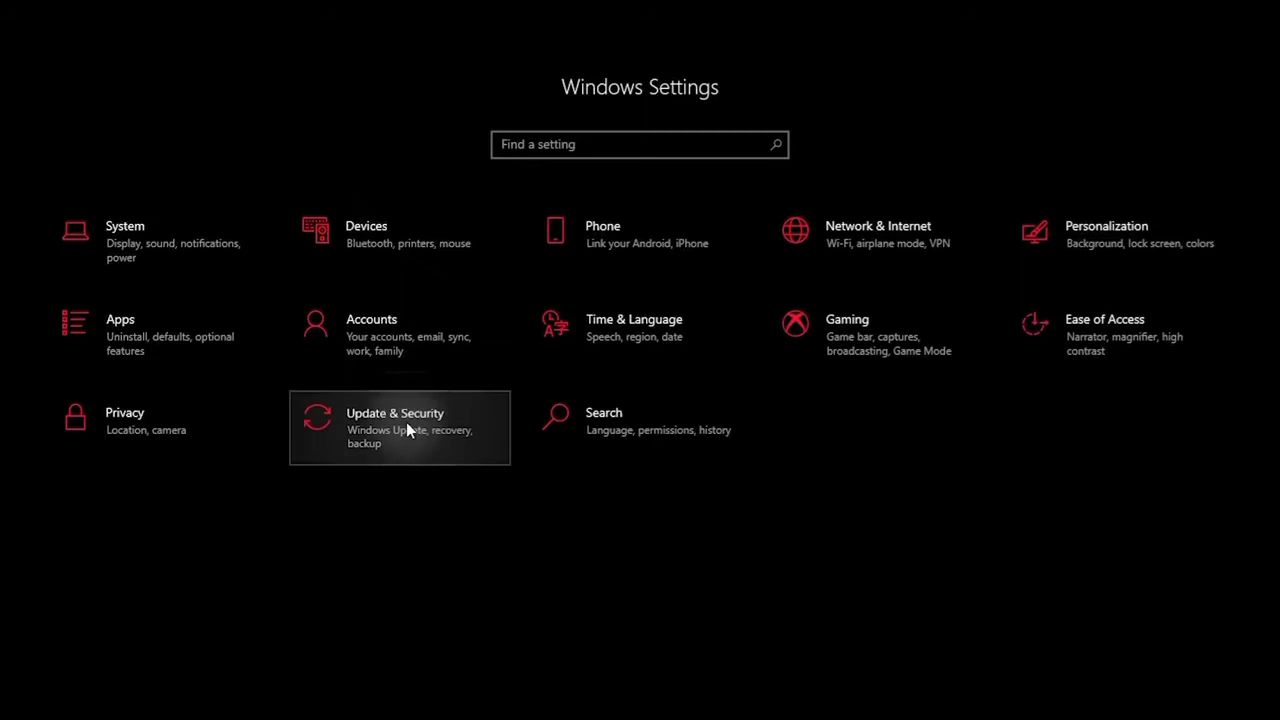 Windows Settings
Find a setting
System
Display, sound, notifications,
power
Devices
Bluetooth, printers, mouse
Phone
Link your Android, iPhone
Network & Internet
Wi-Fi, airplane mode, VPN
Personalization
Background, lock screen, colors
Apps
Uninstall, defaults, optional
features
Accounts
Your accounts, email, sync,
work, family
Time & Language
Speech, region, date
Gaming
Game bar, captures,
broadcasting, Game Mode
Ease of Access
Narrator, magnifier, high
contrast
Privacy
Location, camera
Update & Security
Windows Update, recovery,
backup
Search
Language, permissions, history